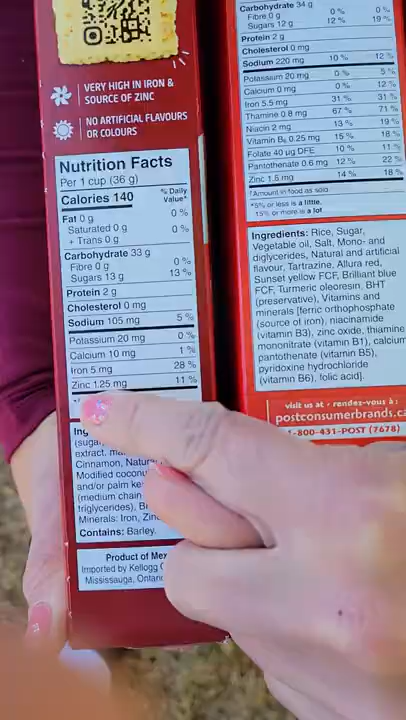 VERY HIGH IN IRON &
SOURCE OF ZINC
NO ARTIFICIAL FLAVOURS
OR COLOURS
Nutrition Facts
Per 1 cup (36 g)
Calories 140 % Daily Value*
Fat 0 g 0 %
Saturated 0 g 0 %
+ Trans 0 g
Carbohydrate 33 g
Fibre 0 g 0 %
Sugars 13 g 13 %
Protein 2 g
Cholesterol 0 mg
Sodium 105 mg 5 %
Potassium 20 mg 0 %
Calcium 10 mg 1 %
Iron 5 mg 28 %
Zinc 1.25 mg 11 %
extract,
Cinnamon,
Modified
and/or palm
(medium chain
triglycerides),
Minerals: Iron,
Contains: Barley.
Product of
Imported by Kellogg
Mississauga,
Carbohydrate 34 g
Fibre 0 g 0 % 0 %
Sugars 12 g 12 % 19 %
Protein 2 g
Cholesterol 0 mg
Sodium 220 mg 10 % 12 %
Potassium 20 mg 0 % 5 %
Calcium 0 mg 0 % 12 %
Iron 5.5 mg 31 % 31 %
Thiamine 0.8 mg 67 % 71 %
Niacin 2 mg 13 % 19 %
Vitamin B₆ 0.25 mg 15 % 18 %
Folate 40 µg DFE 10 % 11 %
Pantothenate 0.6 mg 12 % 22 %
Zinc 1.5 mg 14 % 18 %
†Amount in food as sold
*5% or less is a little,
15% or more is a lot
Ingredients: Rice, Sugar,
Vegetable oil, Salt, Mono- and
diglycerides, Natural and artificial
flavour, Tartrazine, Allura red,
Sunset yellow FCF, Brilliant blue
FCF, Turmeric oleoresin, BHT
(preservative), Vitamins and
minerals [ferric orthophosphate
(source of iron), niacinamide
(vitamin B3), zinc oxide, thiamine
mononitrate (vitamin B1), calcium
pantothenate (vitamin B5),
pyridoxine hydrochloride
(vitamin B6), folic acid].
visit us at • rendez-vous à :
postconsumerbrands.ca
1-800-431-POST (7678)